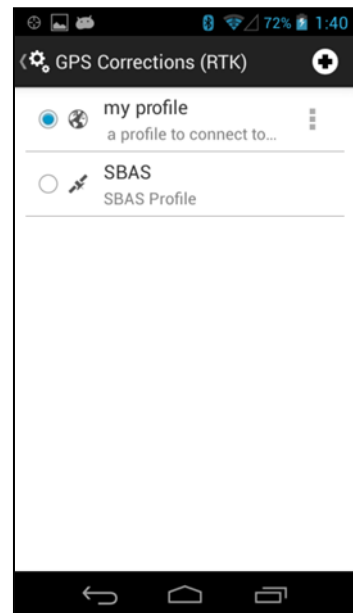 72% 1:40
GPS Corrections (RTK)
my profile
a profile to connect to...
SBAS
SBAS Profile